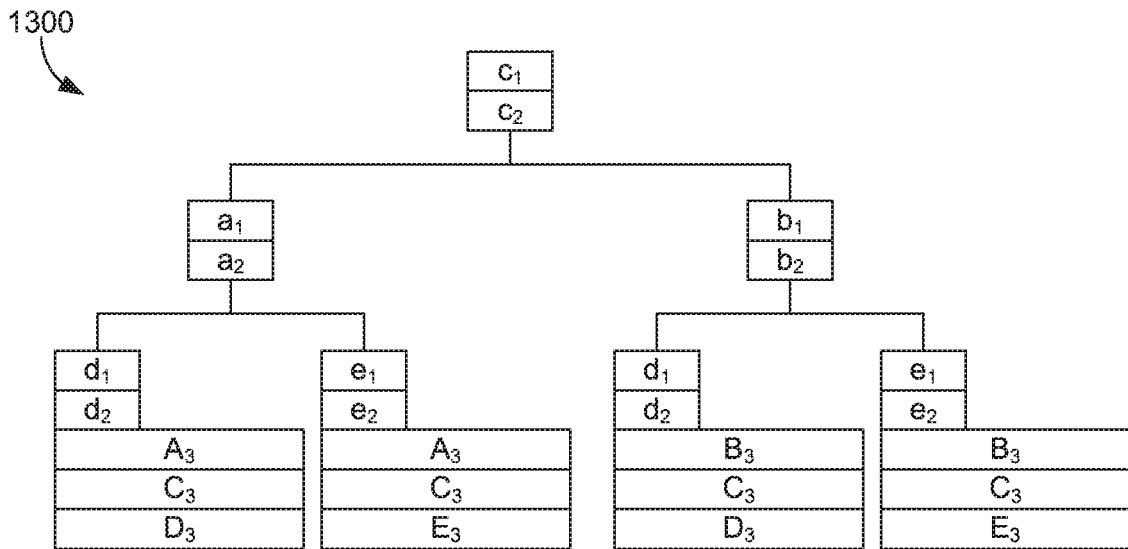 1300
c₁
c₂
a₁ b₁
a₂ b₂
d₁ e₁ d₁ e₁
d₂ e₂ d₂ e₂
A₃ A₃ B₃ B₃
C₃ C₃ C₃ C₃
D₃ E₃ D₃ E₃